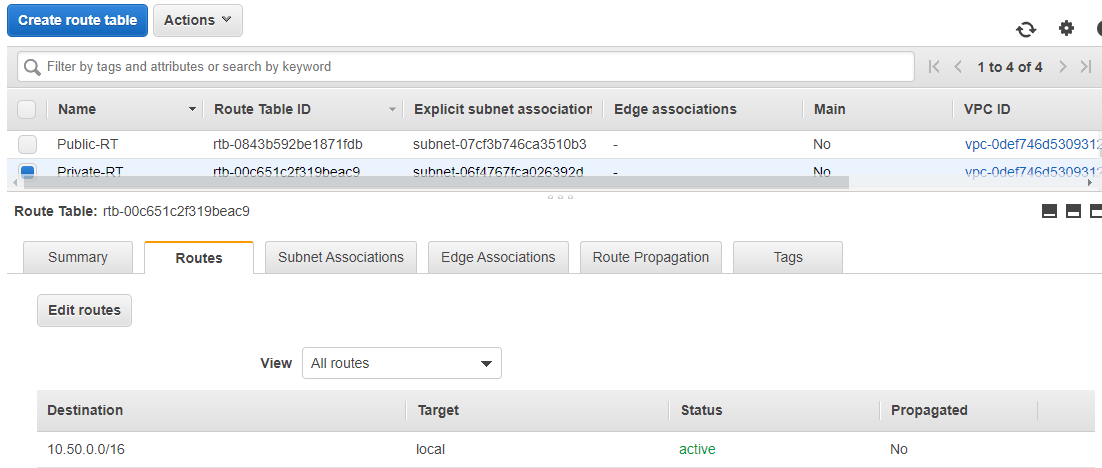 Create route table Actions
Filter by tags and attributes or search by keyword 1 to 4 of 4
Name Route Table ID Explicit subnet association Edge associations Main VPC ID
Public-RT rtb-0843b592be1871fdb subnet-07cf3b746ca3510b3 - No vpc-0def746d5309312
Private-RT rtb-00c651c2f319beac9 subnet-06f4767fca026392d - No vpc-0def746d5309312
Route Table: rtb-00c651c2f319beac9
Summary Routes Subnet Associations Edge Associations Route Propagation Tags
Edit routes
View All routes
Destination Target Status Propagated
10.50.0.0/16 local active No